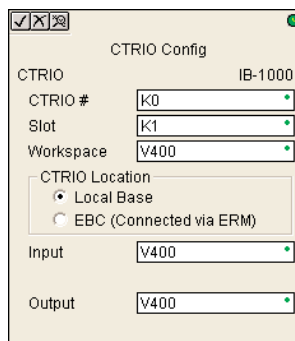 CTRIO Config
CTRIO IB-1000
CTRIO # K0
Slot K1
Workspace V400
CTRIO Location
Local Base
EBC (Connected via ERM)
Input V400
Output V400